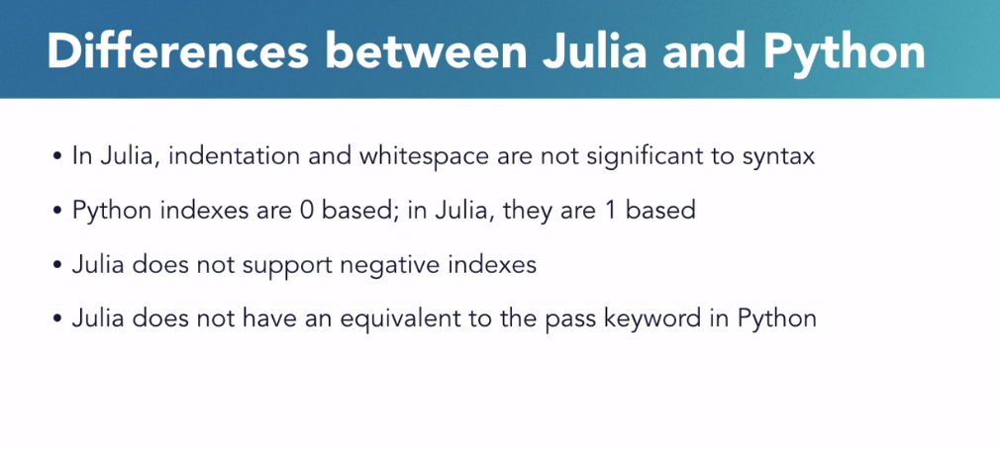 Differences between Julia and Python
• In Julia, indentation and whitespace are not significant to syntax
• Python indexes are 0 based; in Julia, they are 1 based
• Julia does not support negative indexes
• Julia does not have an equivalent to the pass keyword in Python